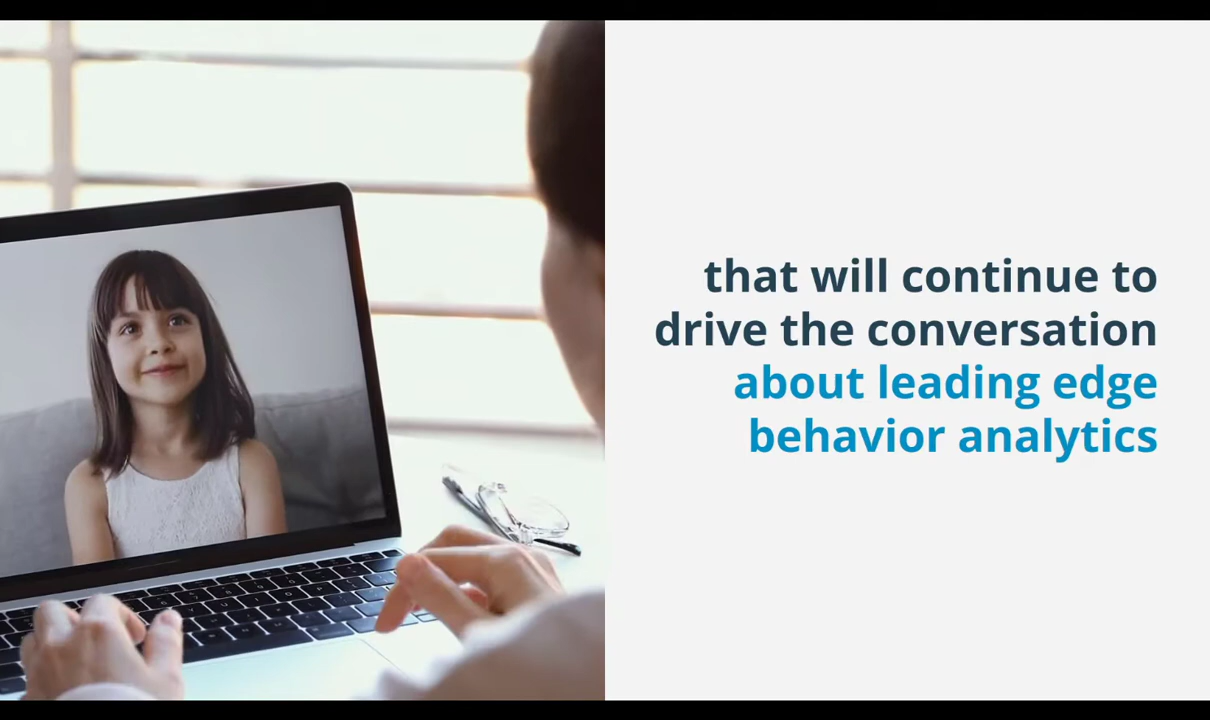 that will continue to
drive the conversation
about leading edge
behavior analytics